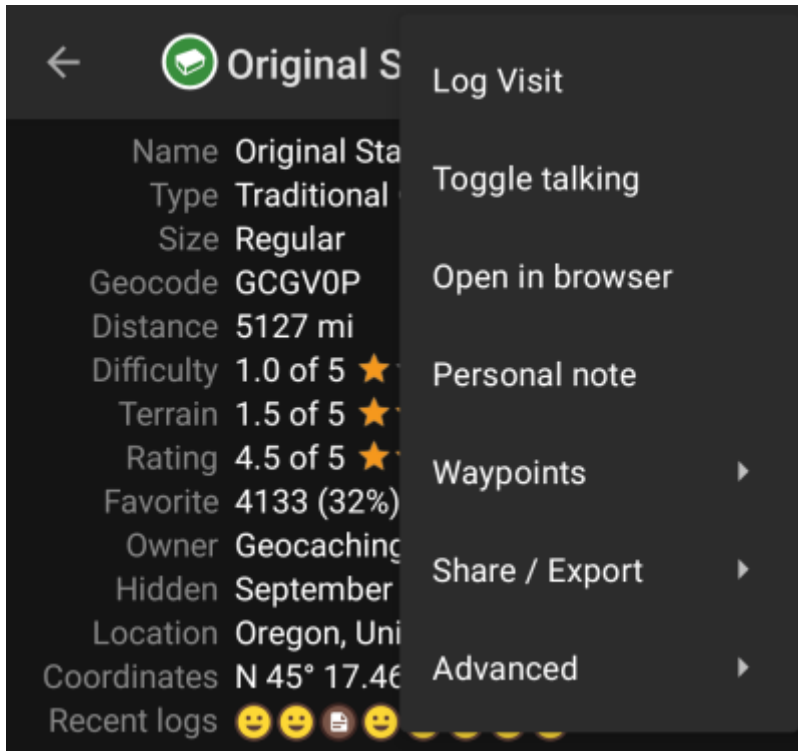 Original S
Name Original Sta
Type Traditional
Size Regular
Geocode GCGV0P
Distance 5127 mi
Difficulty 1.0 of 5
Terrain 1.5 of 5
Rating 4.5 of 5
Favorite 4133 (32%)
Owner Geocaching
Hidden September
Location Oregon, Uni
Coordinates N 45° 17.46
Recent logs
Log Visit
Toggle talking
Open in browser
Personal note
Waypoints
Share / Export
Advanced